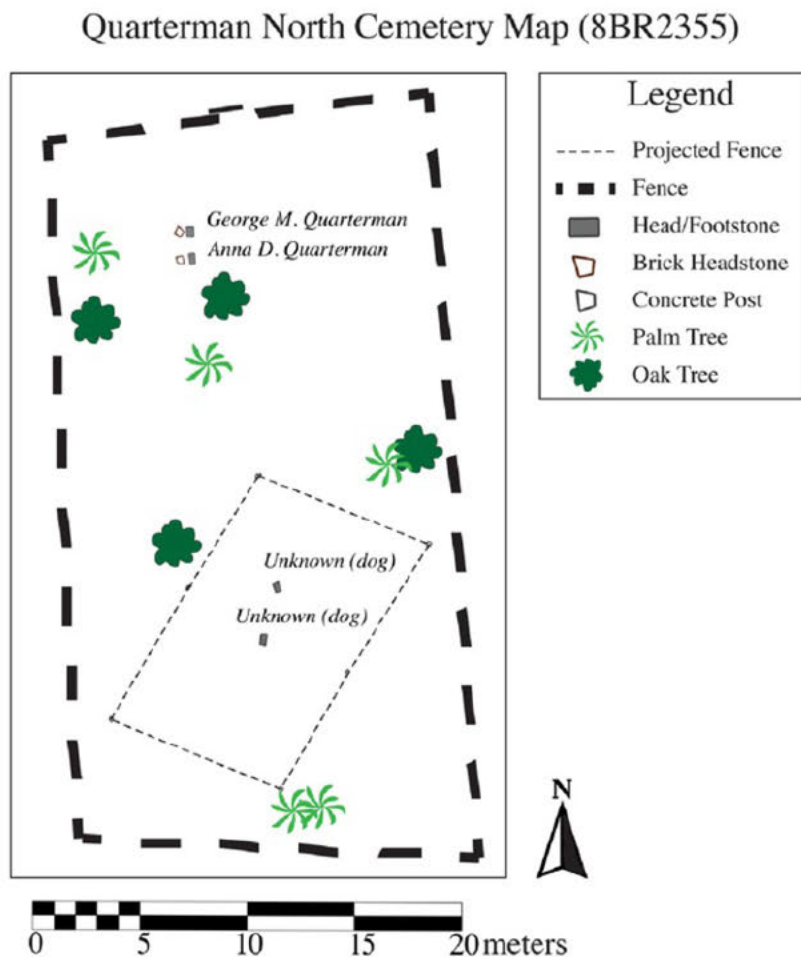 Quarterman North Cemetery Map (8BR2355)
George M. Quarterman
Anna D. Quarterman
Unknown (dog)
Unknown (dog)
Legend
Projected Fence
Fence
Head/Footstone
Brick Headstone
Concrete Post
Palm Tree
Oak Tree
N
0 5 10 15 20 meters